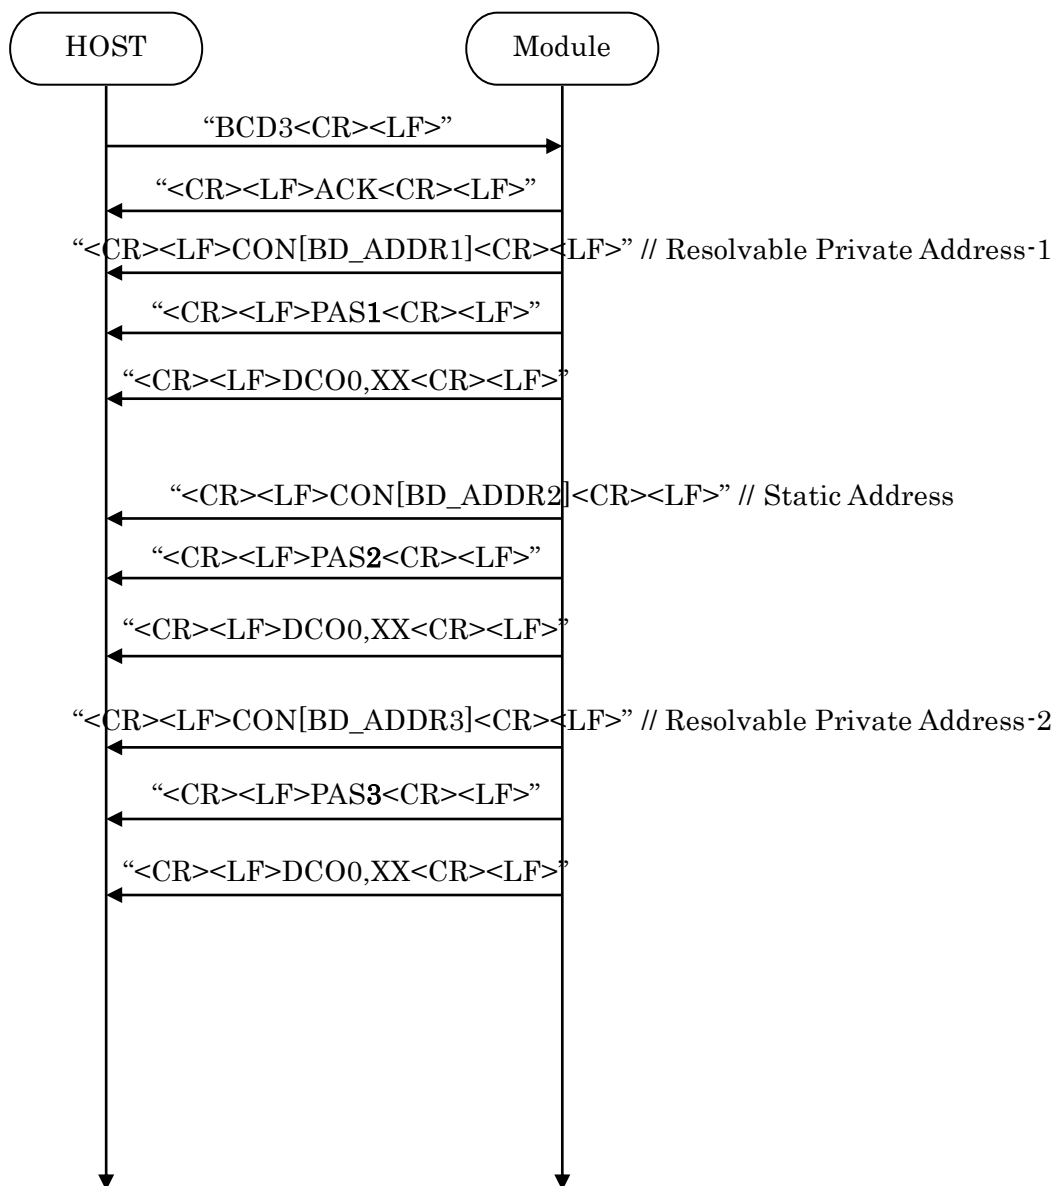 HOST
Module
“BCD3<CR><LF>”
“<CR><LF>ACK<CR><LF>”
“<CR><LF>CON[BD_ADDR1]<CR><LF>” // Resolvable Private Address-1
“<CR><LF>PAS1<CR><LF>”
“<CR><LF>DCO0,XX<CR><LF>”
“<CR><LF>CON[BD_ADDR2]<CR><LF>” // Static Address
“<CR><LF>PAS2<CR><LF>”
“<CR><LF>DCO0,XX<CR><LF>”
“<CR><LF>CON[BD_ADDR3]<CR><LF>” // Resolvable Private Address-2
“<CR><LF>PAS3<CR><LF>”
“<CR><LF>DCO0,XX<CR><LF>”